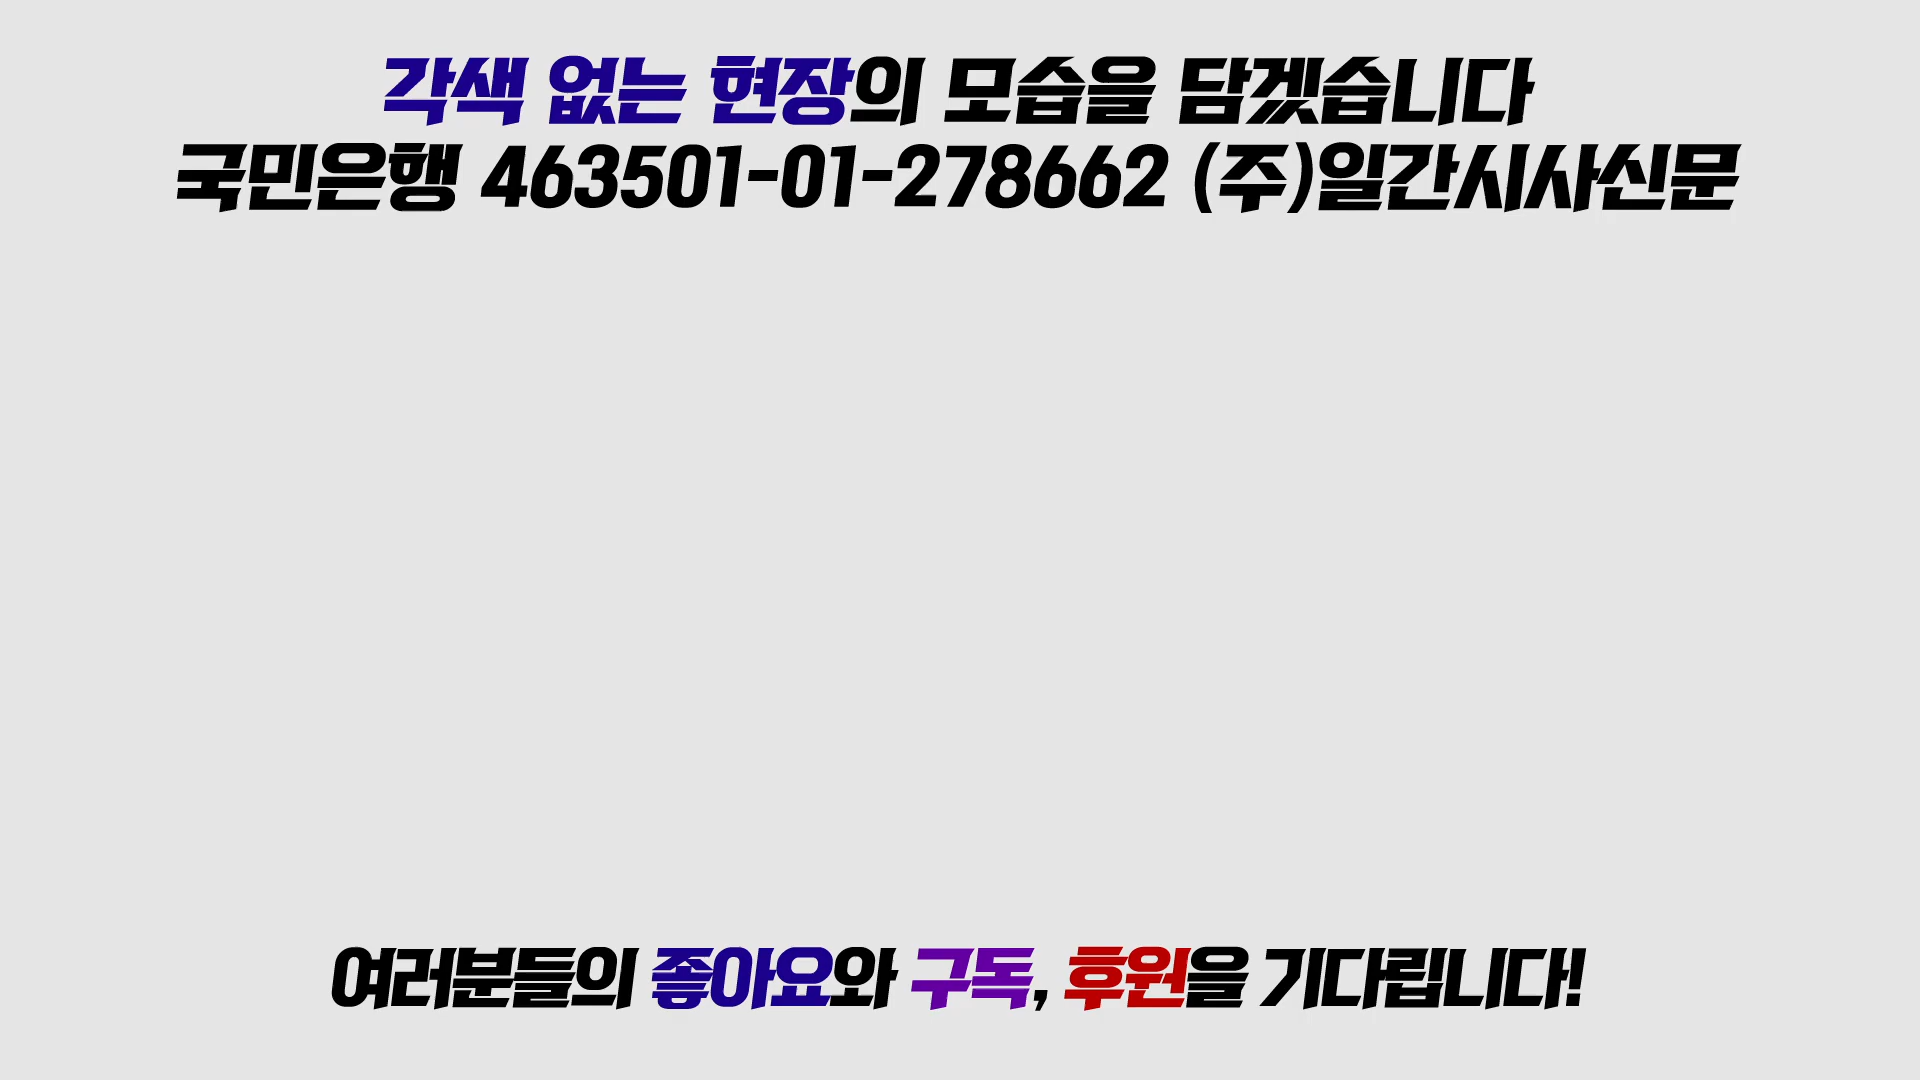 각색 없는 현장의 모습을 담겠습니다
국민은행 463501-01-278662 (주)일간시사신문
여러분들의 좋아요와 구독, 후원을 기다립니다!